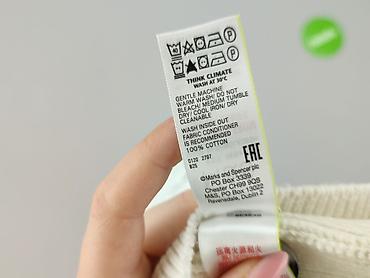 40
P
P
THINK CLIMATE
WASH AT 30°C
GENTLE MACHINE
WARM WASH/ DO NOT
BLEACH/ MEDIUM TUMBLE
DRY/ COOL IRON/ DRY
CLEANABLE
WASH INSIDE OUT
FABRIC CONDITIONER
IS RECOMMENDED
100% COTTON
EAC
©Marks and Spencer plc
PO Box 3339
Chester CH99 9QS
M&S, PO Box 13022
Ravensdale, Dublin 2